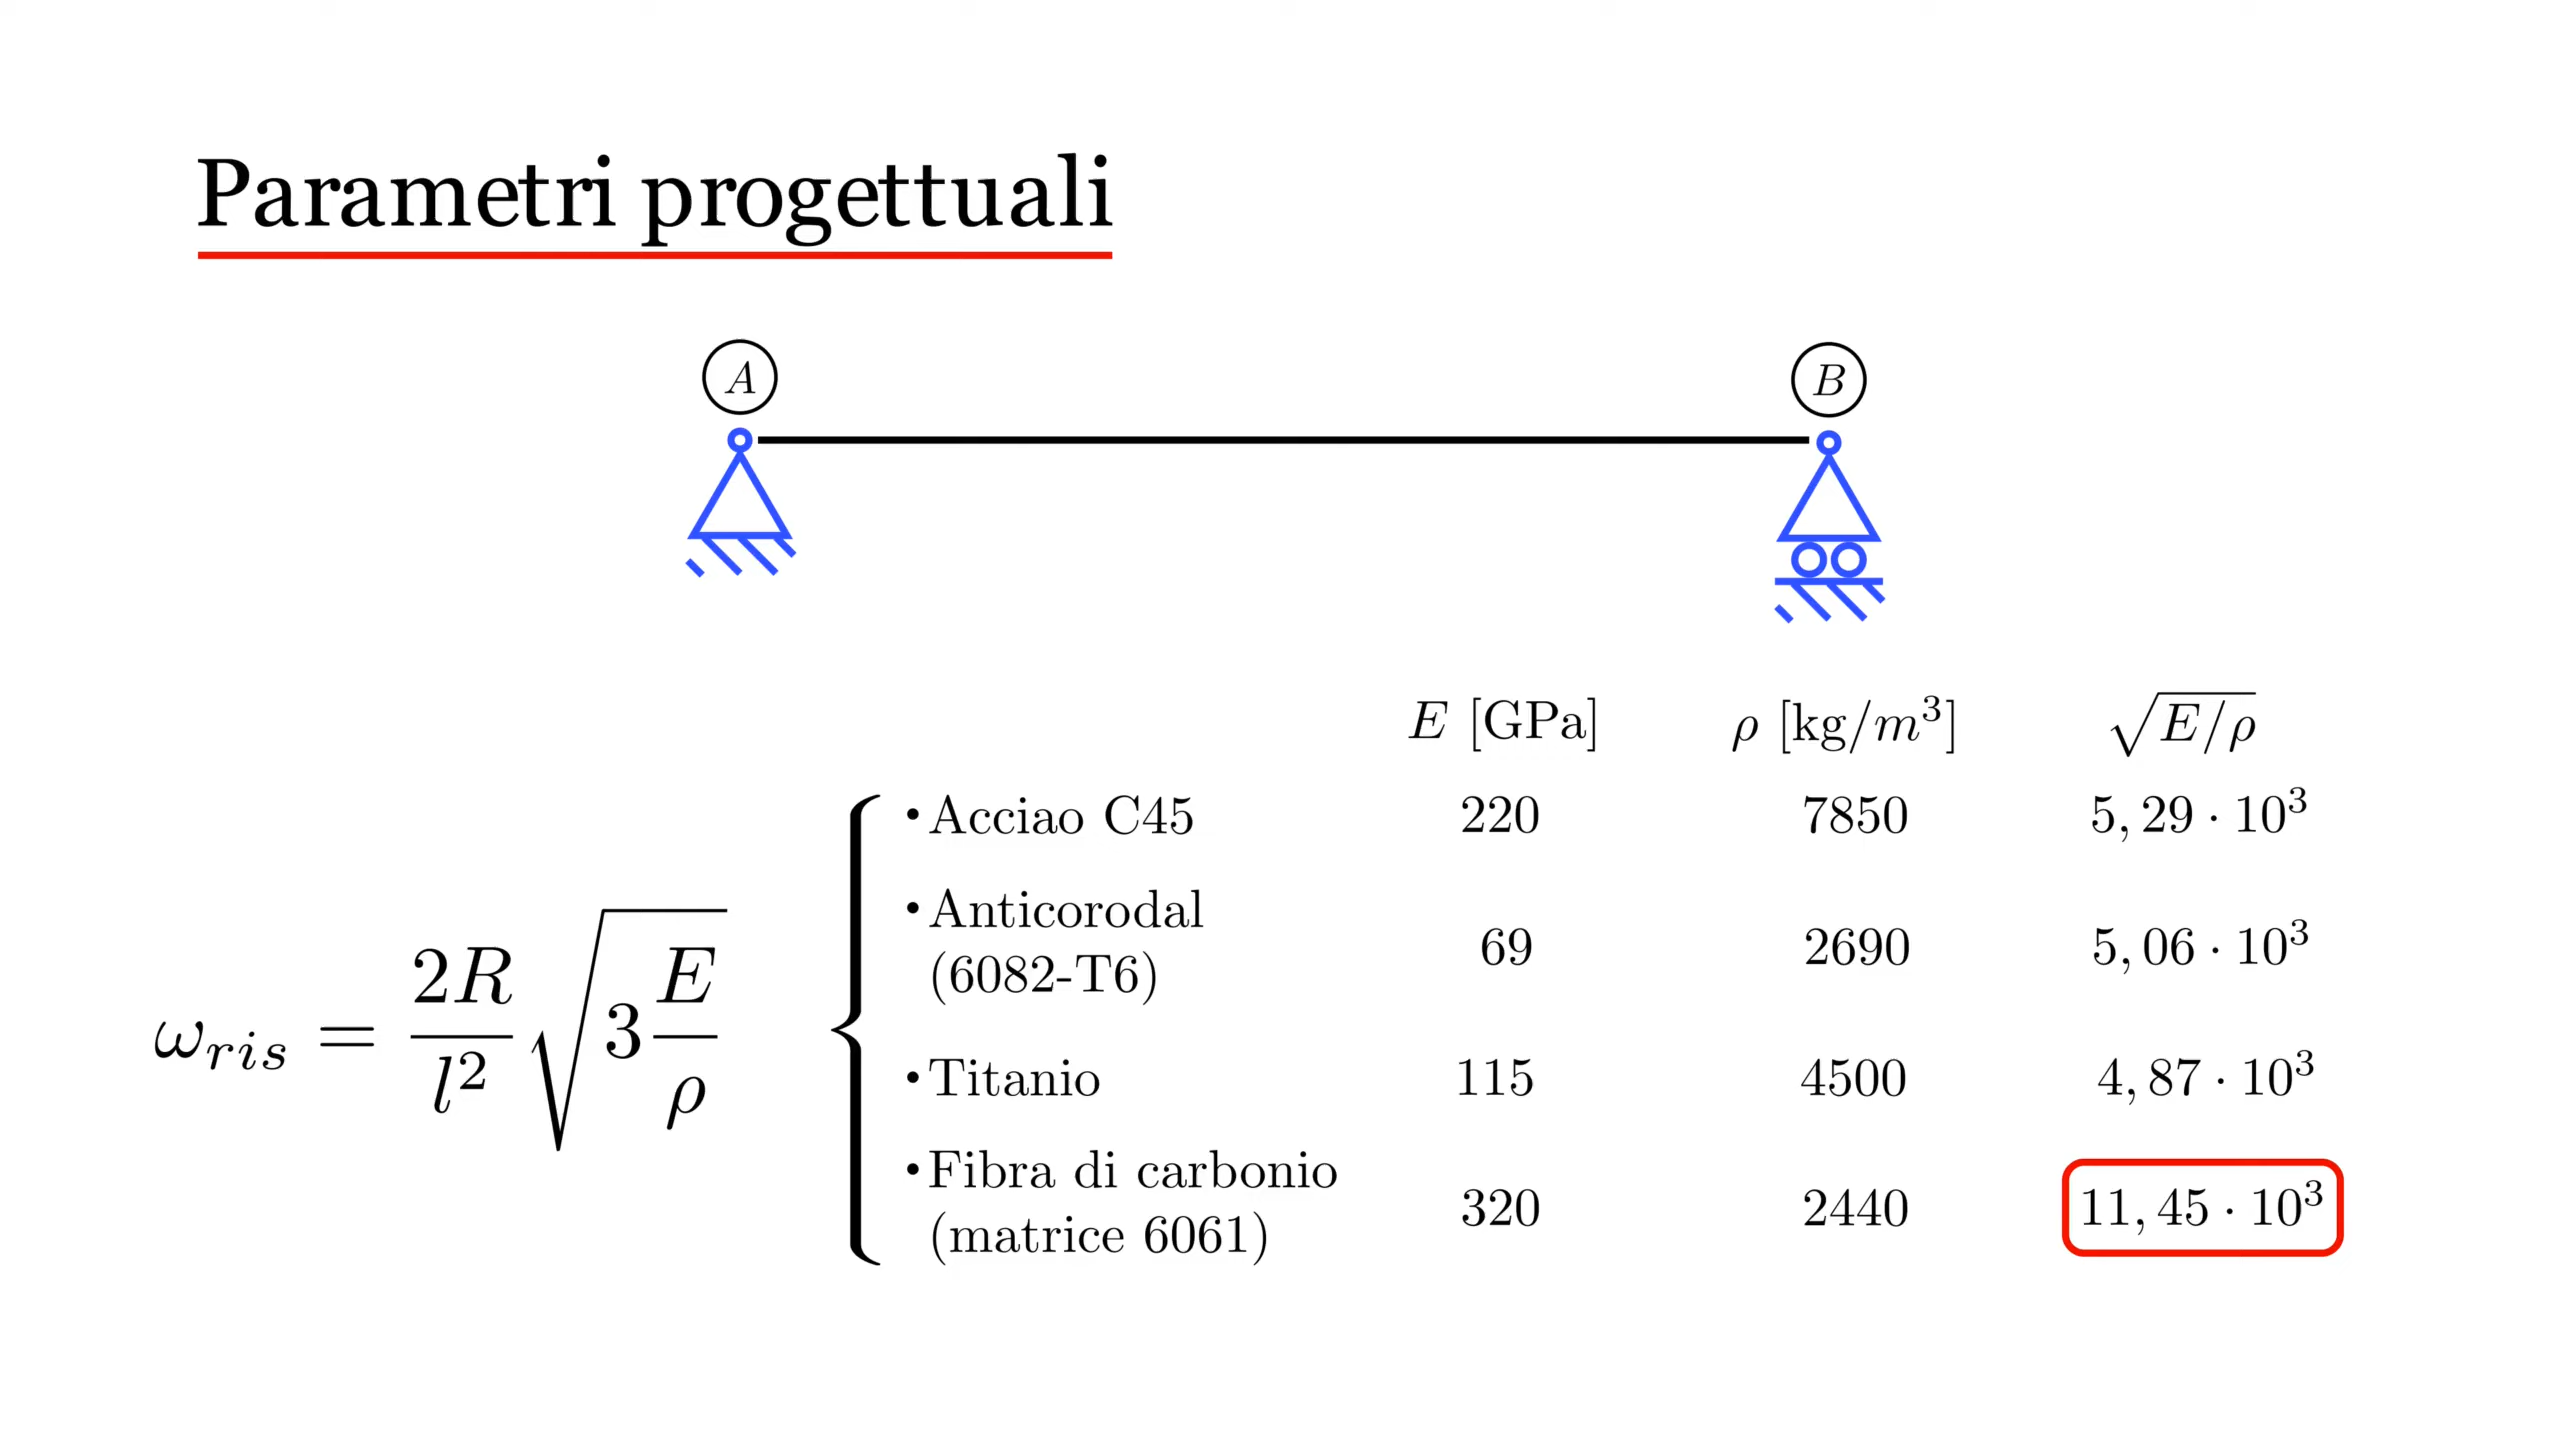 Parametri progettuali
A
B
E [GPa] ρ [kg/m³] √E/ρ
• Acciao C45 220 7850 5, 29 · 10³
• Anticorodal
(6082-T6) 69 2690 5, 06 · 10³
ω_ris = 2R/l² √(3 E/ρ)
• Titanio 115 4500 4, 87 · 10³
• Fibra di carbonio
(matrice 6061) 320 2440 11, 45 · 10³